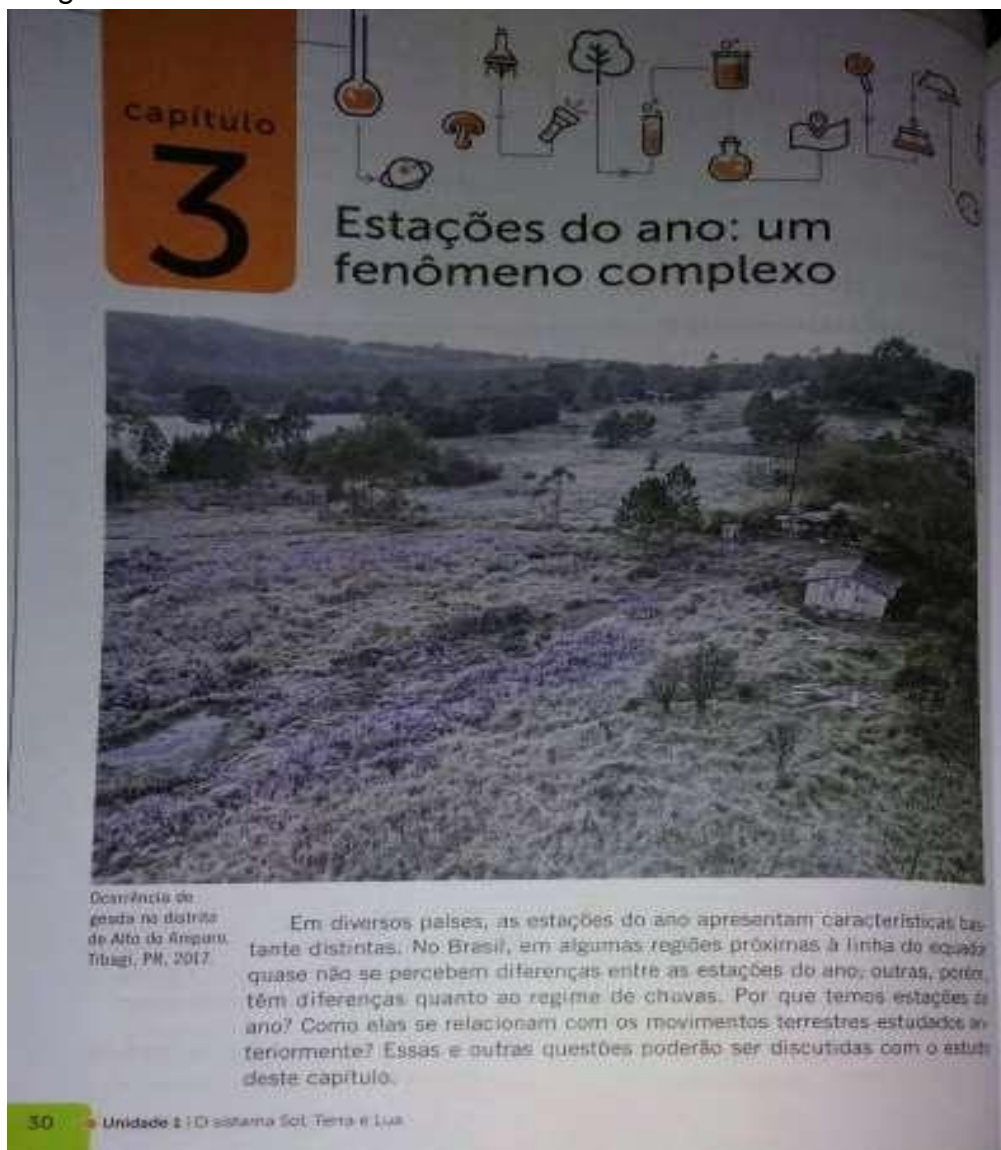 capítulo
3
Estações do ano: um
fenômeno complexo
Ocorrência de
geada no distrito
de Alto do Amparo,
Tibagi, PR, 2017.
Em diversos países, as estações do ano apresentam características bas-
tante distintas. No Brasil, em algumas regiões próximas à linha do equador
quase não se percebem diferenças entre as estações do ano; outras, porém,
têm diferenças quanto ao regime de chuvas. Por que temos estações do
ano? Como elas se relacionam com os movimentos terrestres estudados an-
teriormente? Essas e outras questões poderão ser discutidas com o estudo
deste capítulo.
30 Unidade 1 | O sistema Sol, Terra e Lua